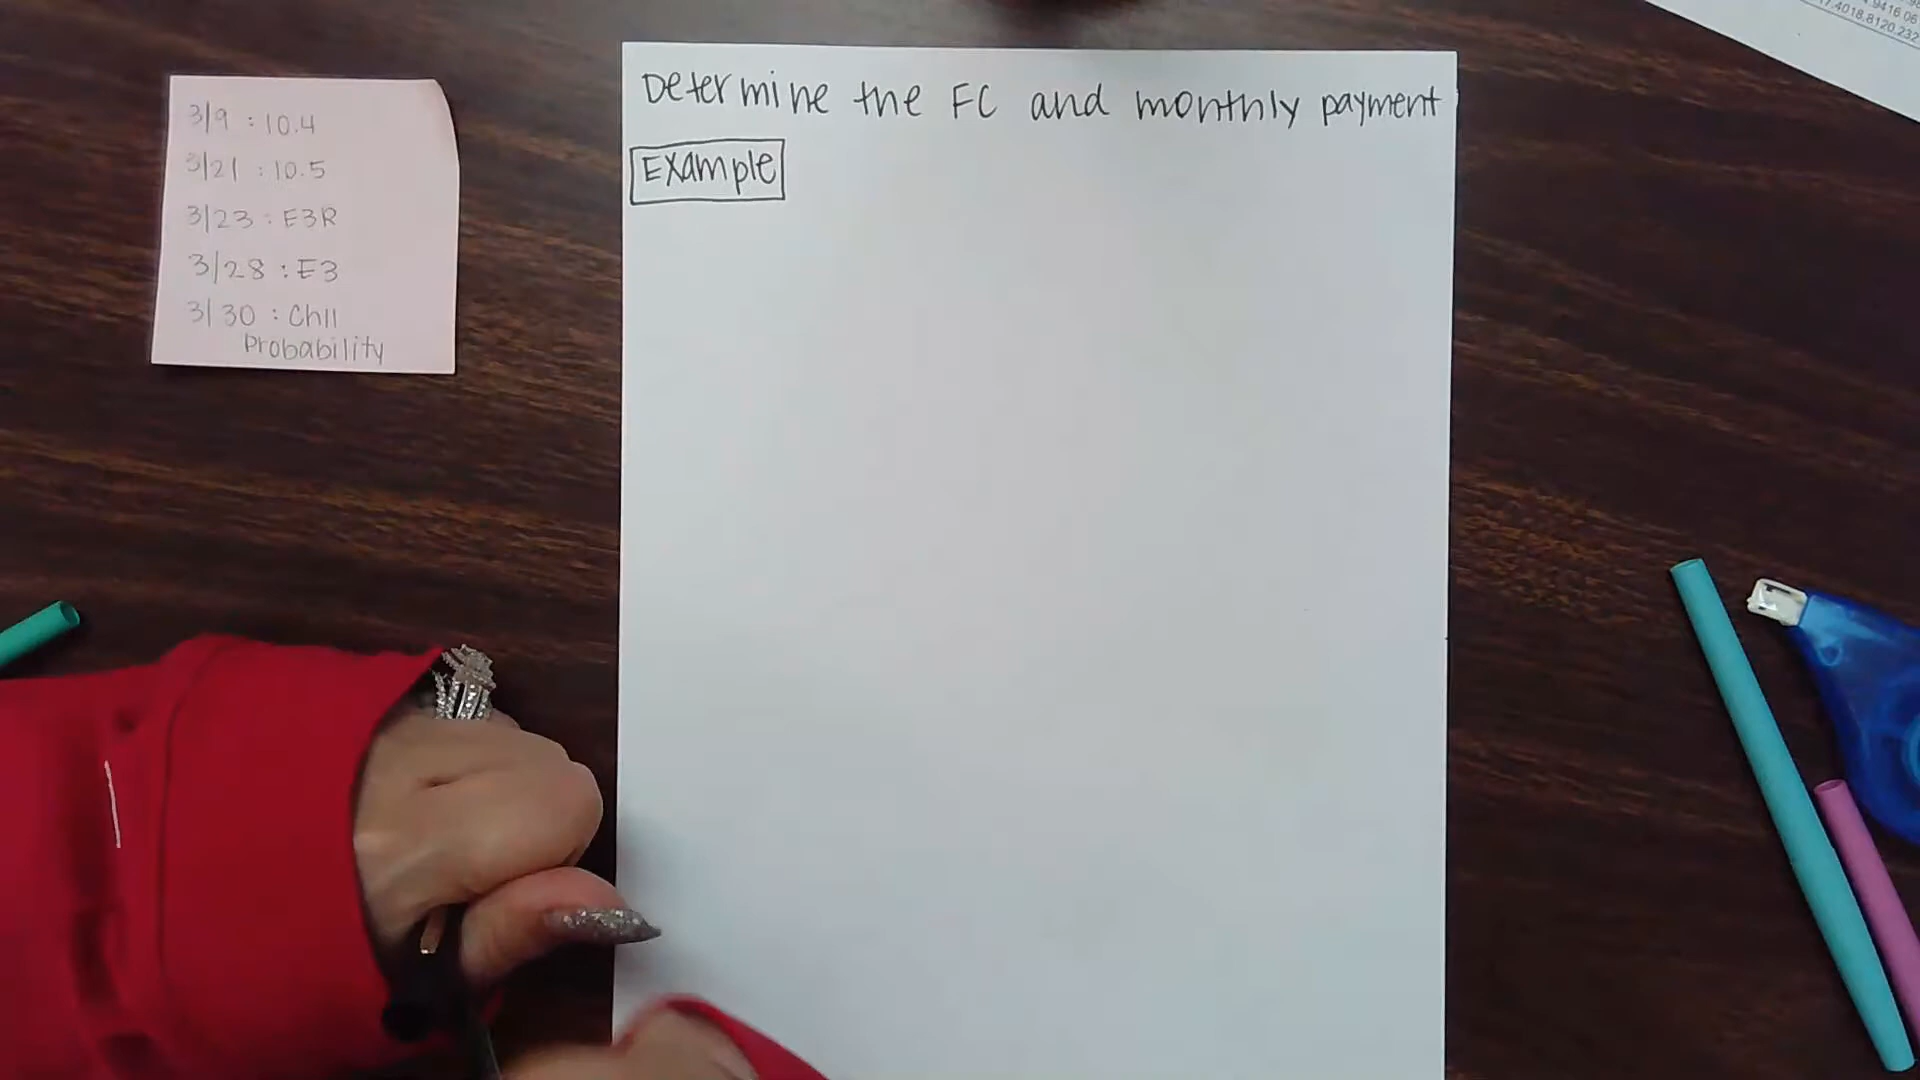 3/9 : 10.4
3/21 : 10.5
3/23 : E3R
3/28 : E3
3/30 : Ch11
Probability
Determine the FC and monthly payment
Example